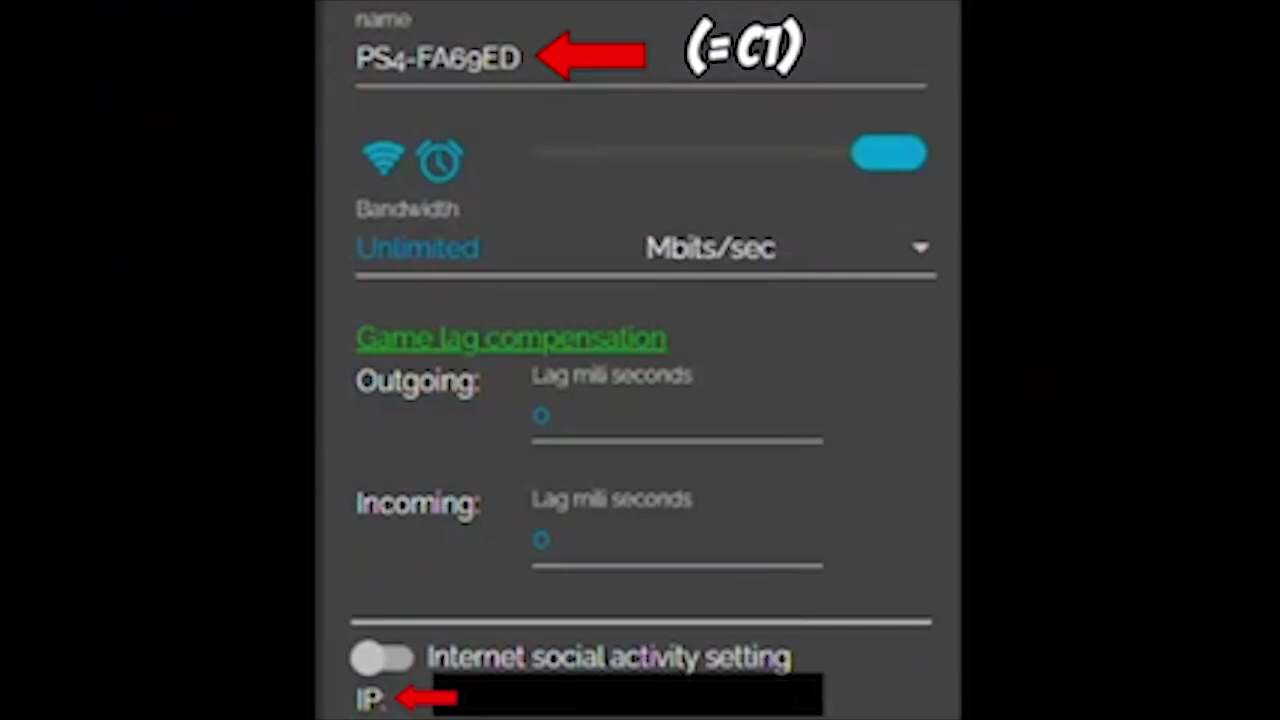 name
PS4-FA69ED (=C1)
Bandwidth
Unlimited Mbits/sec
Game lag compensation
Outgoing: Lag mili seconds
0
Incoming: Lag mili seconds
0
Internet social activity setting
IP: